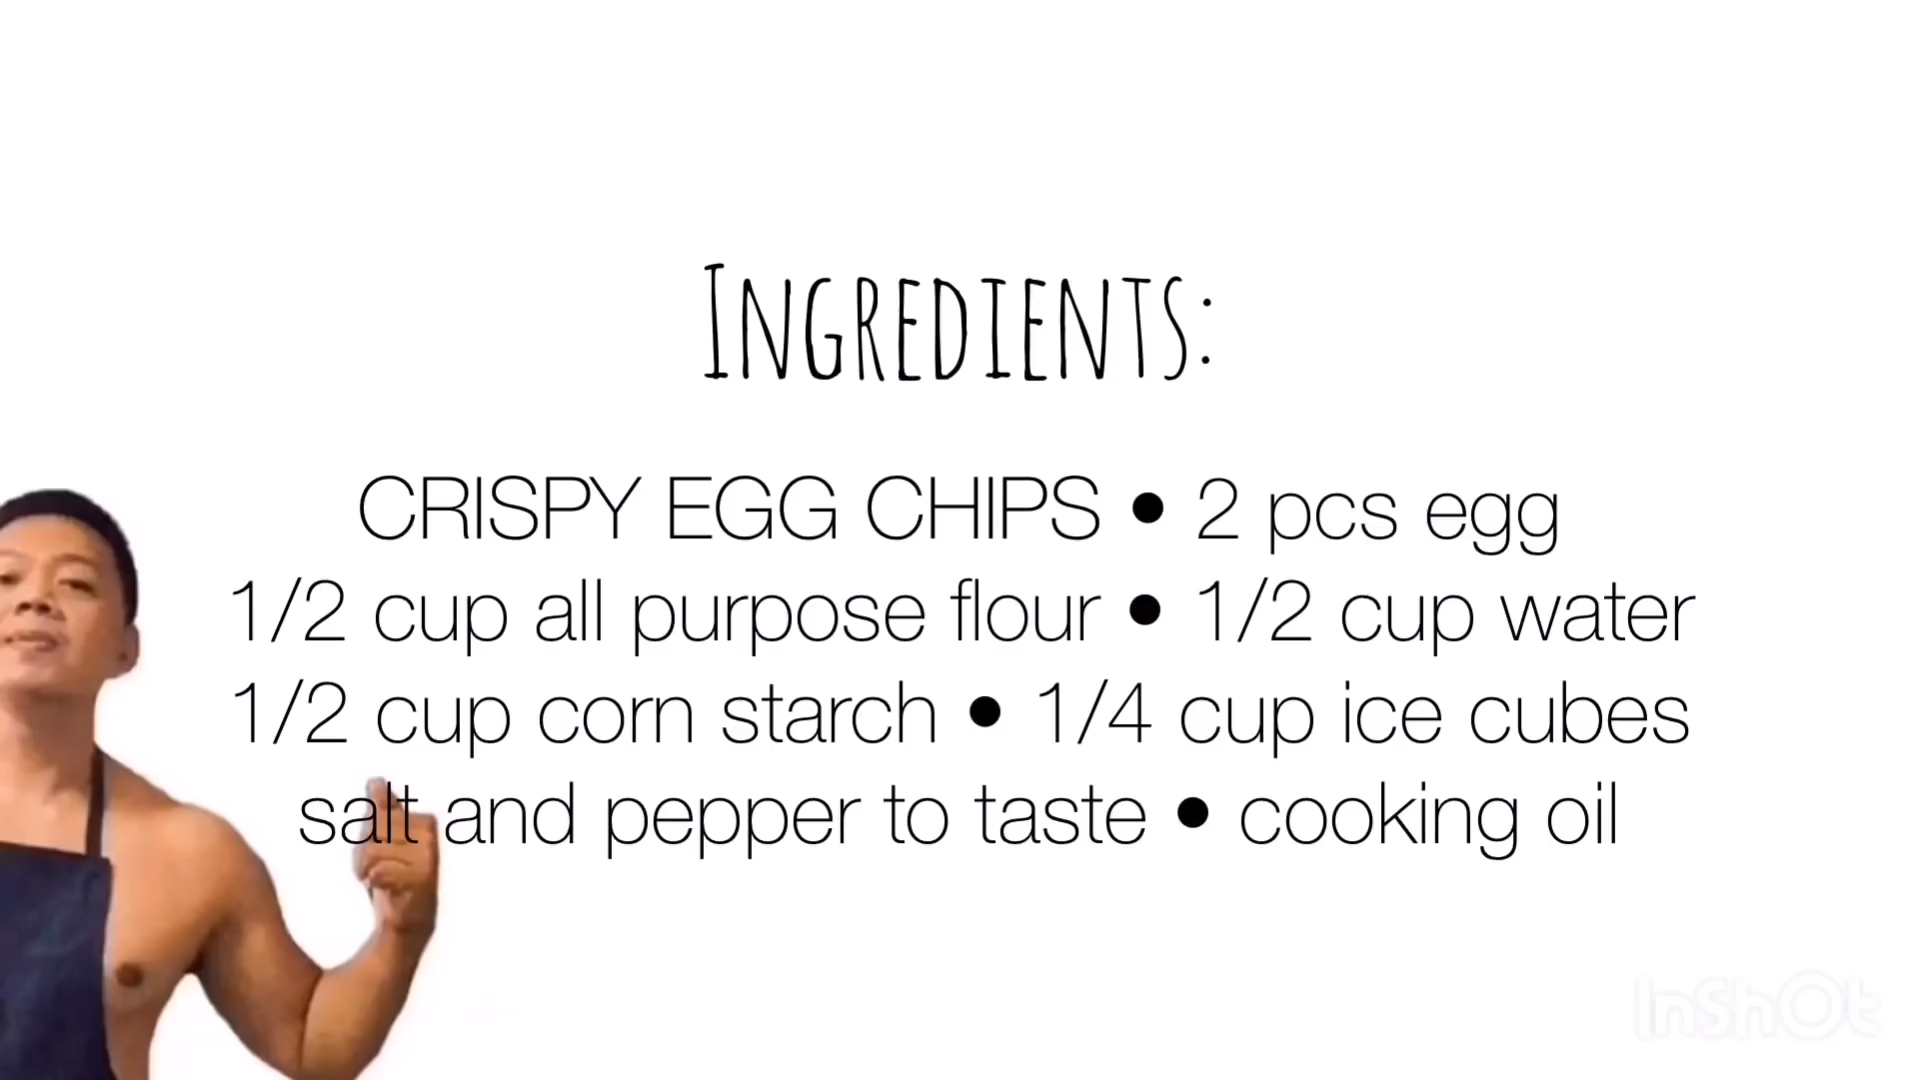 INGREDIENTS:
CRISPY EGG CHIPS • 2 pcs egg
1/2 cup all purpose flour • 1/2 cup water
1/2 cup corn starch • 1/4 cup ice cubes
salt and pepper to taste • cooking oil
InShOt